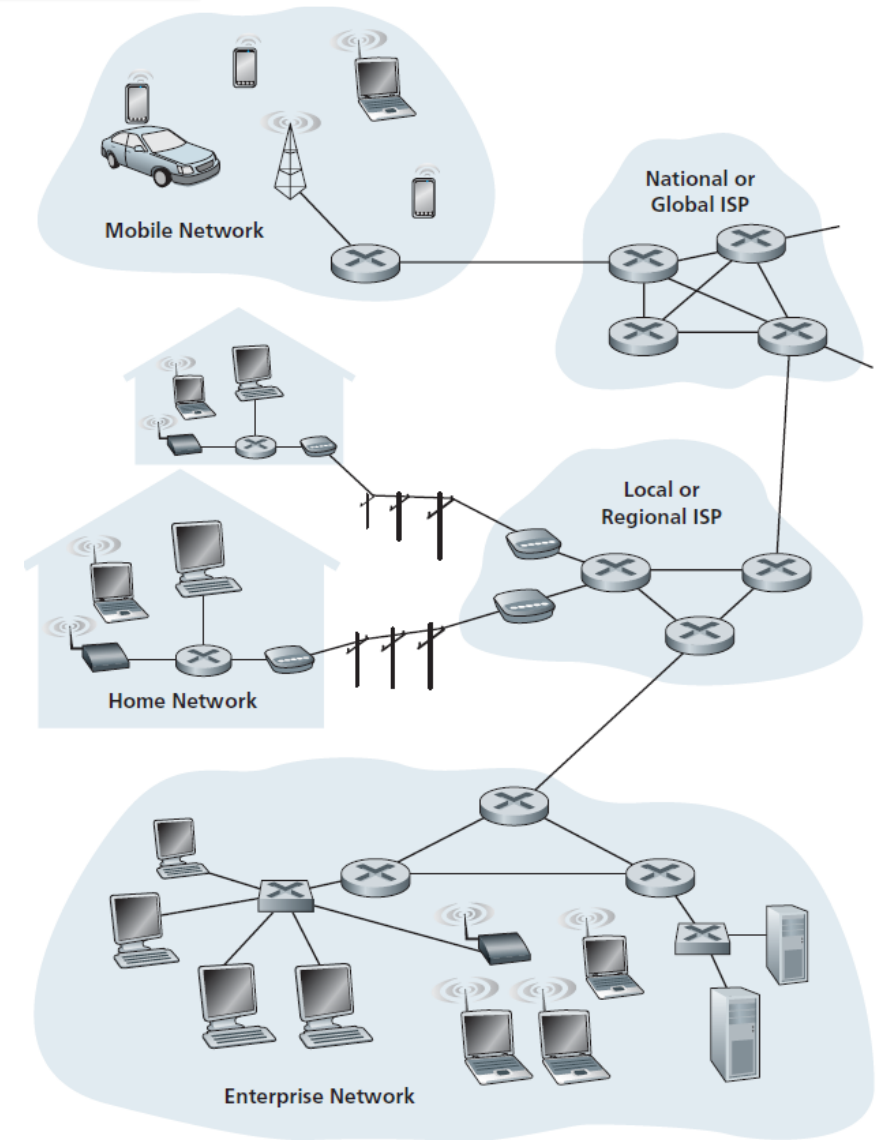 National or
Global ISP
Mobile Network
Local or
Regional ISP
Home Network
Enterprise Network